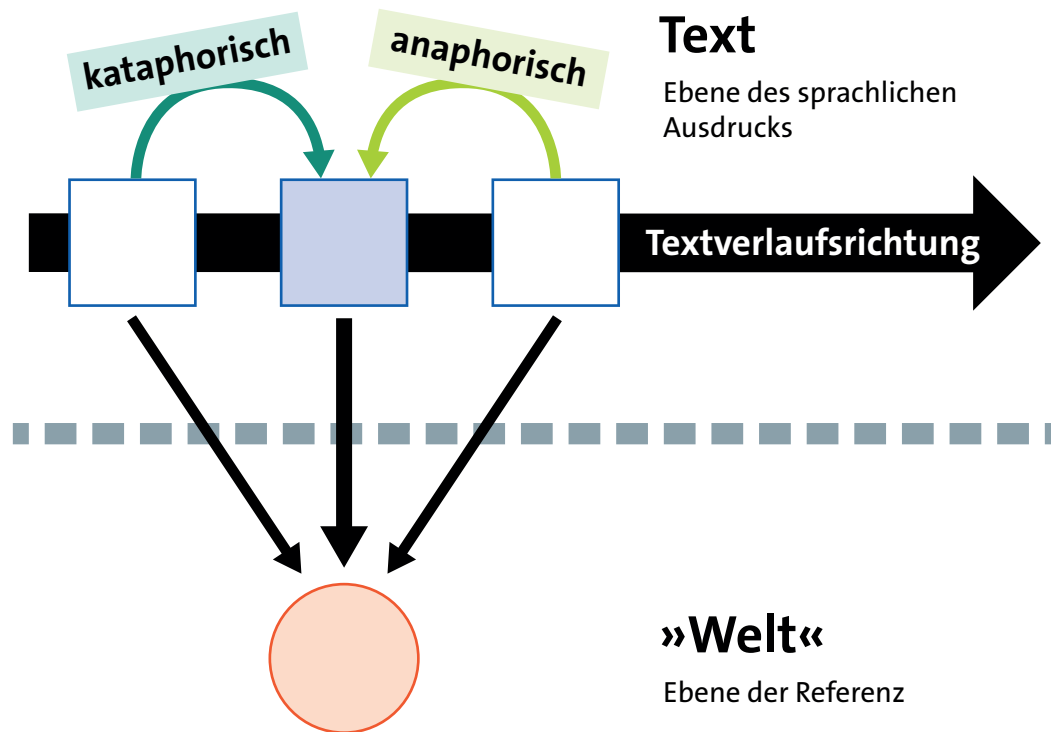 kataphorisch
anaphorisch
Text
Ebene des sprachlichen
Ausdrucks
Textverlaufsrichtung
»Welt«
Ebene der Referenz